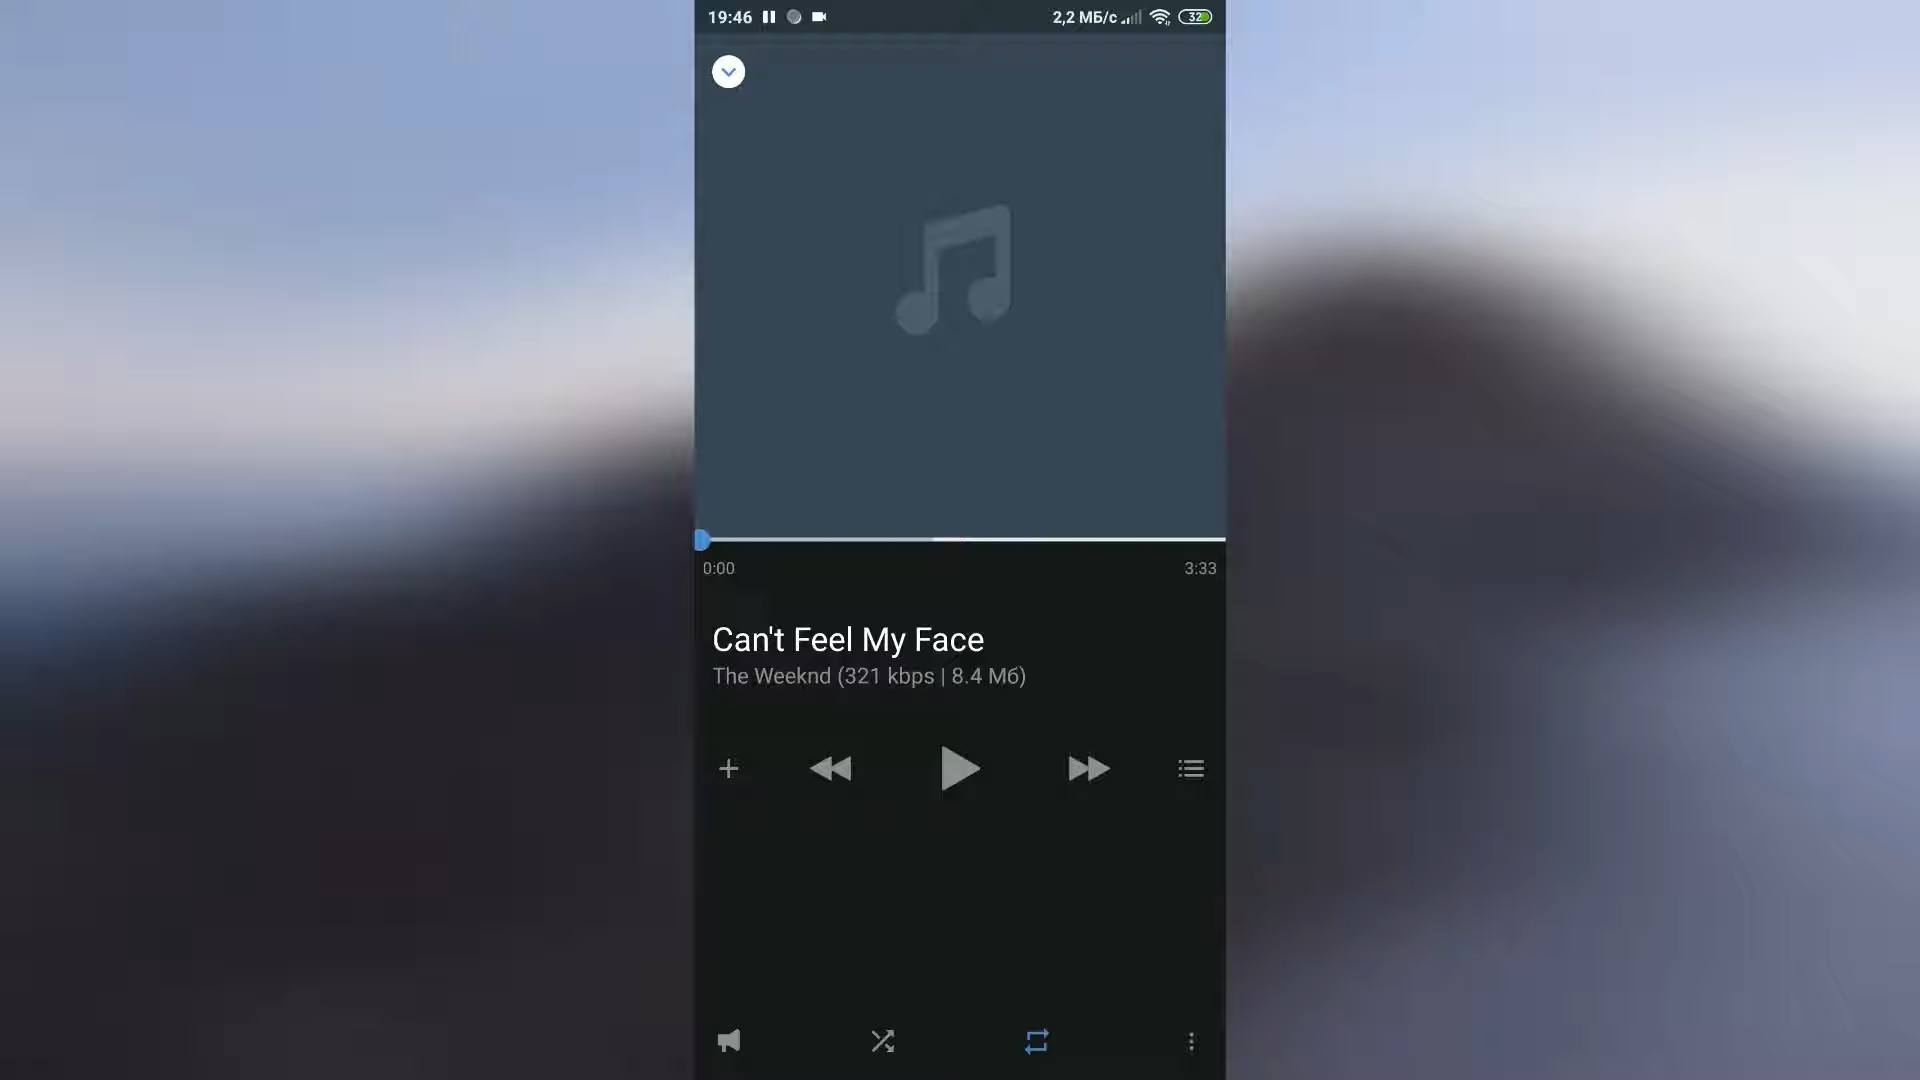 19:46 2,2 МБ/с 32
0:00 3:33
Can't Feel My Face
The Weeknd (321 kbps | 8.4 Мб)